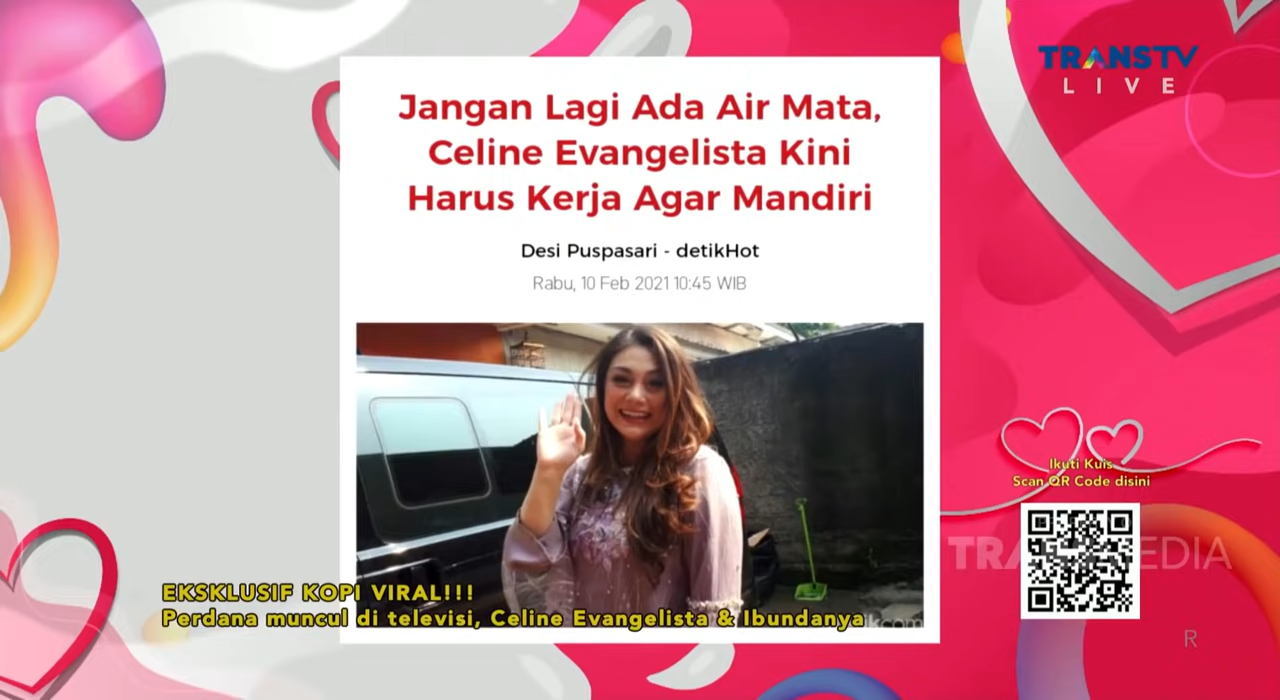 TRANSTV
LIVE
Jangan Lagi Ada Air Mata,
Celine Evangelista Kini
Harus Kerja Agar Mandiri
Desi Puspasari - detikHot
Rabu, 10 Feb 2021 10:45 WIB
Ikuti Kuis
Scan QR Code disini
EKSKLUSIF KOPI VIRAL!!!
Perdana muncul di televisi, Celine Evangelista & Ibundanya
R